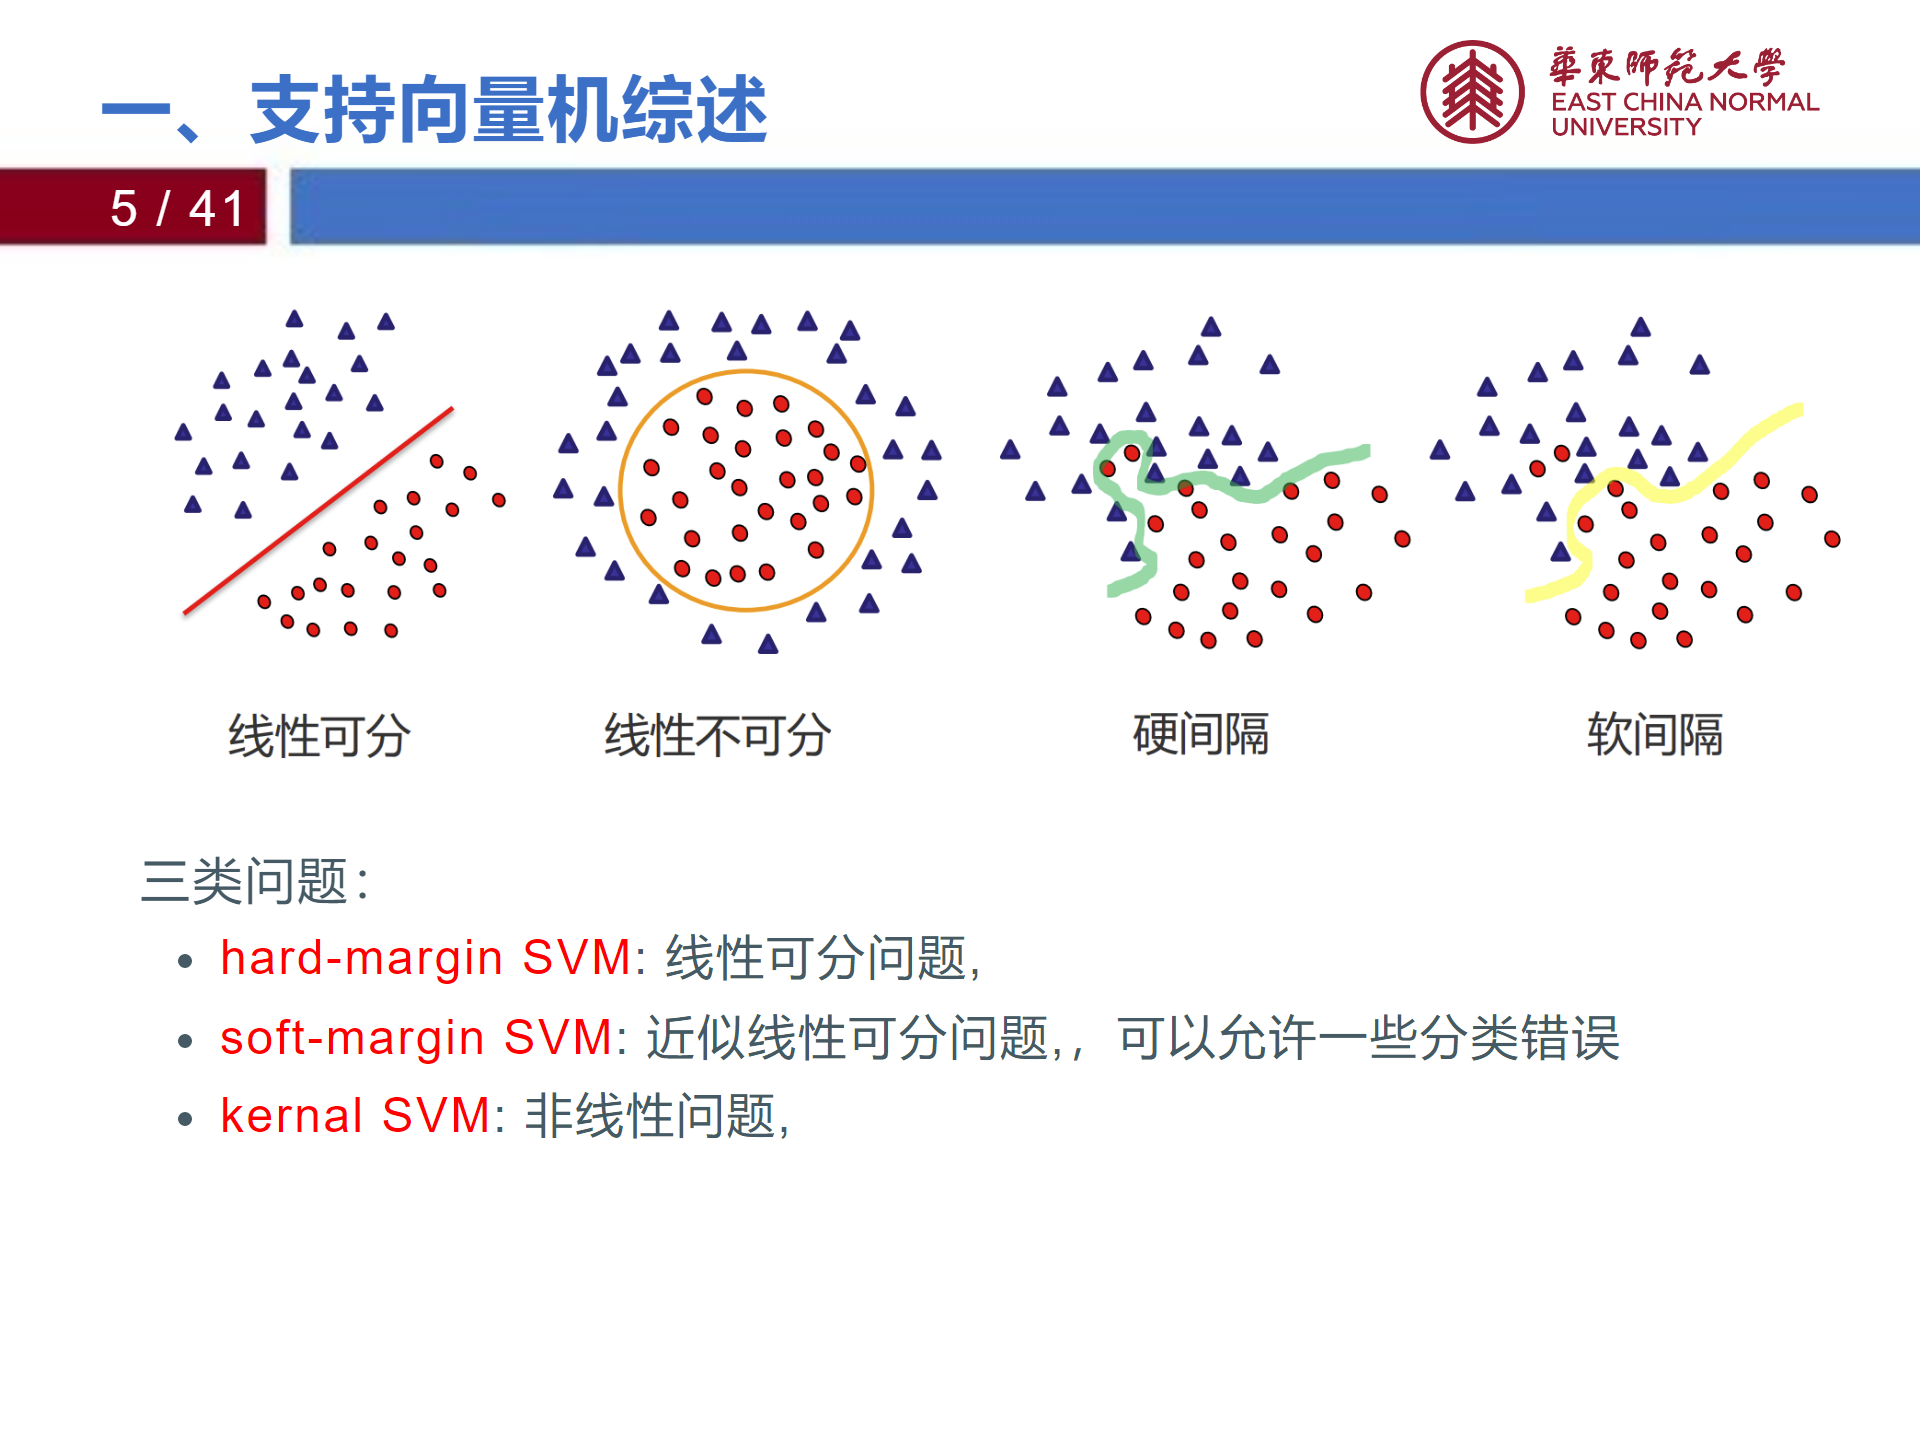 一、支持向量机综述
華東師範大學
EAST CHINA NORMAL
UNIVERSITY
5 / 41
线性可分
线性不可分
硬间隔
软间隔
三类问题：
• hard-margin SVM: 线性可分问题,
• soft-margin SVM: 近似线性可分问题,，可以允许一些分类错误
• kernal SVM: 非线性问题,